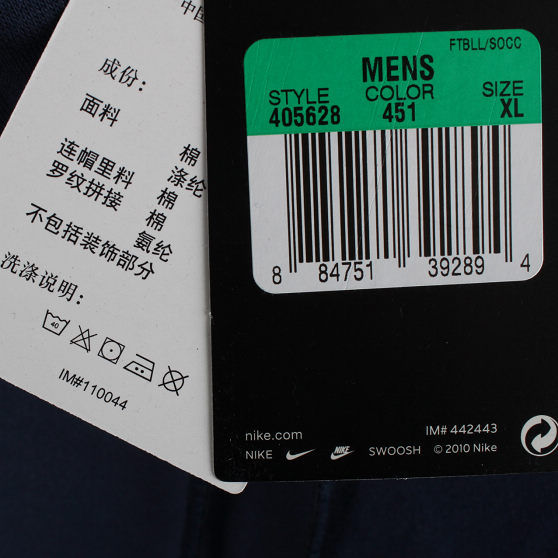 中国
成份：
面料
棉
涤纶
连帽里料 棉
罗纹拼接 棉
氨纶
不包括装饰部分
洗涤说明：
40
IM#110044
FTBLL/SOCC
MENS
STYLE COLOR SIZE
405628 451 XL
8 84751 39289 4
nike.com IM# 442443
NIKE NIKE SWOOSH © 2010 Nike